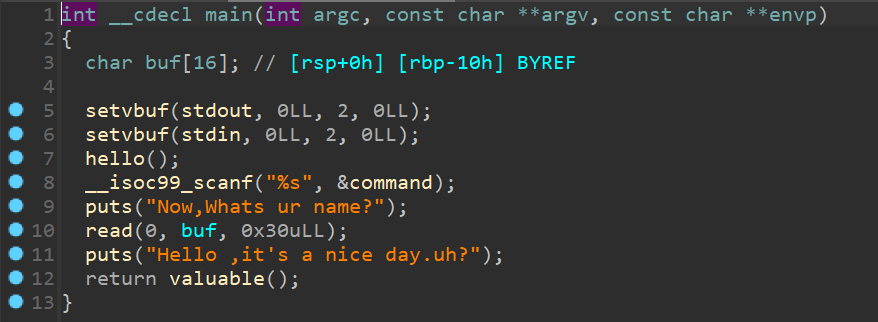 1 int __cdecl main(int argc, const char **argv, const char **envp)
2 {
3   char buf[16]; // [rsp+0h] [rbp-10h] BYREF
4
5   setvbuf(stdout, 0LL, 2, 0LL);
6   setvbuf(stdin, 0LL, 2, 0LL);
7   hello();
8   __isoc99_scanf("%s", &command);
9   puts("Now,Whats ur name?");
10   read(0, buf, 0x30uLL);
11   puts("Hello ,it's a nice day.uh?");
12   return valuable();
13 }